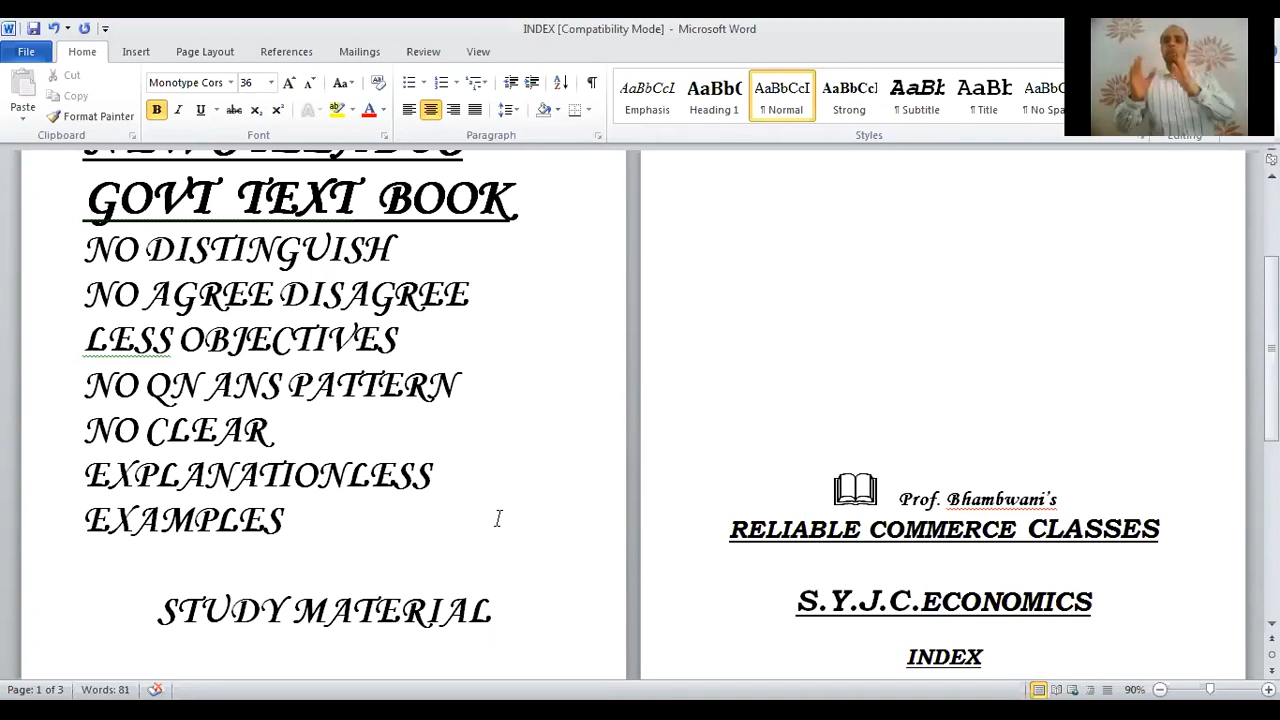 INDEX [Compatibility Mode] - Microsoft Word
File Home Insert Page Layout References Mailings Review View
Paste
Cut
Copy
Format Painter
Clipboard
Monotype Cors 36
Font
Paragraph
AaBbCcI AaBbC AaBbCcI AaBbCc AaBb AaBbC AaBbCc
Emphasis Heading 1 ¶ Normal Strong ¶ Subtitle ¶ Title ¶ No Spa
Styles
Editing
GOVT TEXT BOOK
NO DISTINGUISH
NO AGREE DISAGREE
LESS OBJECTIVES
NO QN ANS PATTERN
NO CLEAR
EXPLANATIONLESS
EXAMPLES
STUDY MATERIAL
Prof. Bhambwani's
RELIABLE COMMERCE CLASSES
S.Y.J.C.ECONOMICS
INDEX
Page: 1 of 3 Words: 81 90%